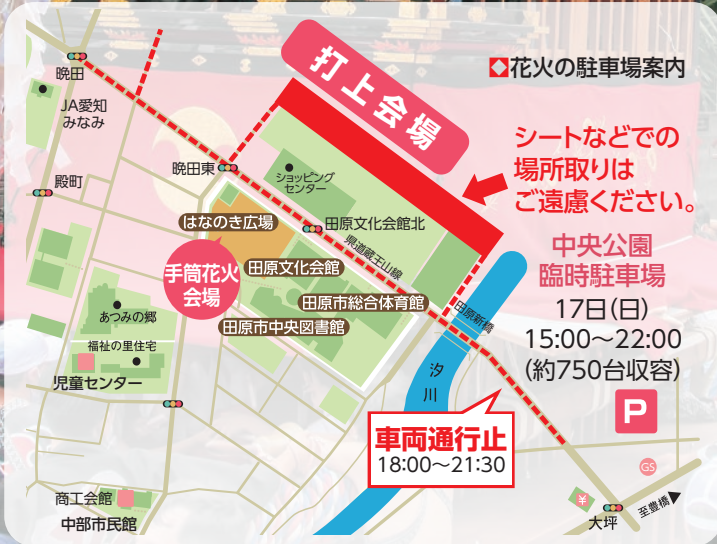 ◆花火の駐車場案内
打上会場
シートなどでの
場所取りは
ご遠慮ください。
中央公園
臨時駐車場
17日(日)
15:00〜22:00
(約750台収容)
P
晩田
JA愛知
みなみ
殿町
晩田東
ショッピング
センター
はなのき広場
田原文化会館北
県道蔵王山線
手筒花火
会場
田原文化会館
田原市総合体育館
田原市中央図書館
田原新橋
あつみの郷
福祉の里住宅
児童センター
汐川
車両通行止
18:00〜21:30
GS
¥
商工会館
中部市民館
大坪
至豊橋▶